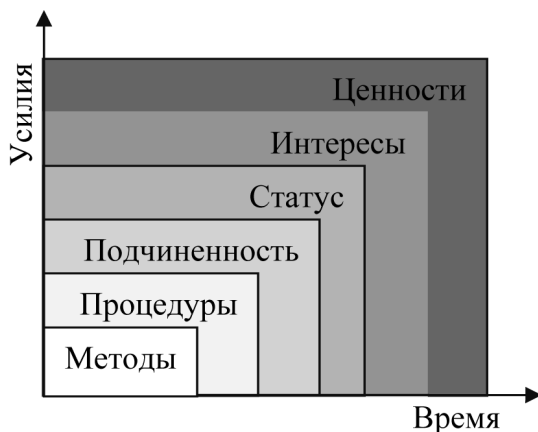 Усилия
Ценности
Интересы
Статус
Подчиненность
Процедуры
Методы
Время